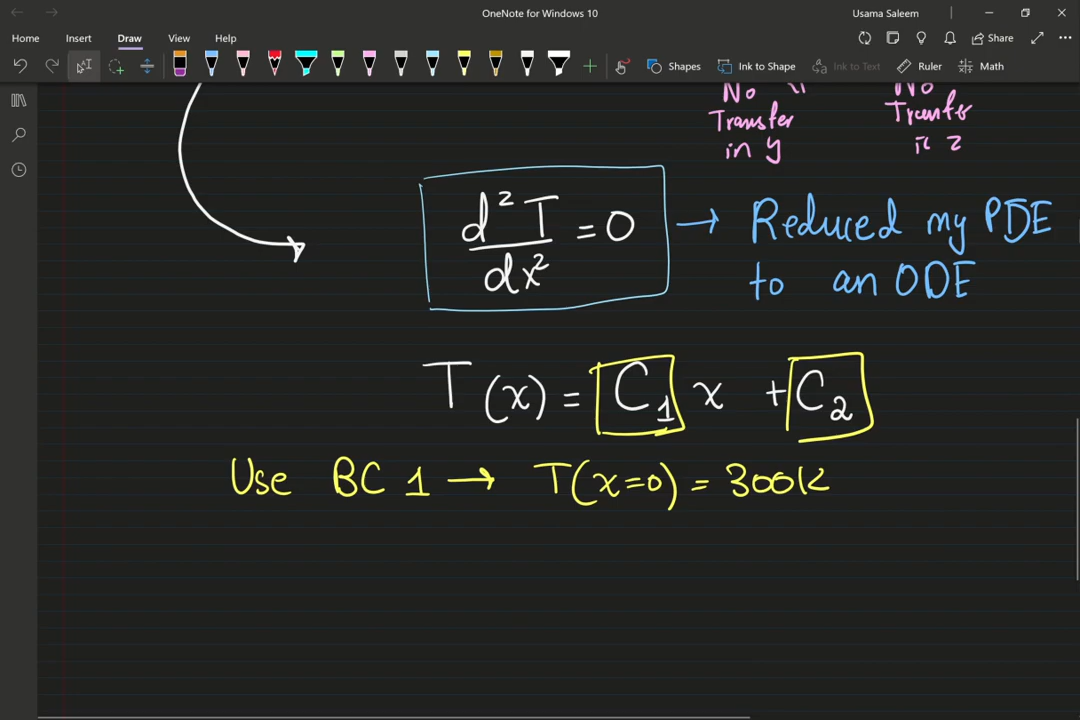 OneNote for Windows 10
Usama Saleem
Home Insert Draw View Help
Share
Shapes Ink to Shape Ink to Text Ruler Math
No No
Transfer Transfer
in y z
d²T/dx² = 0 → Reduced my PDE
to an ODE
T(x) = C₁ x + C₂
Use BC 1 → T(x=0) = 300K